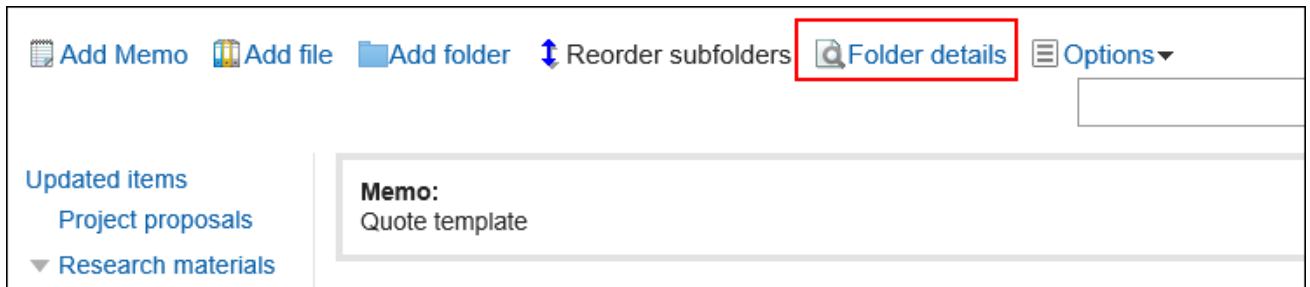 Add Memo Add file Add folder Reorder subfolders Folder details Options
Updated items
Project proposals
Research materials
Memo:
Quote template